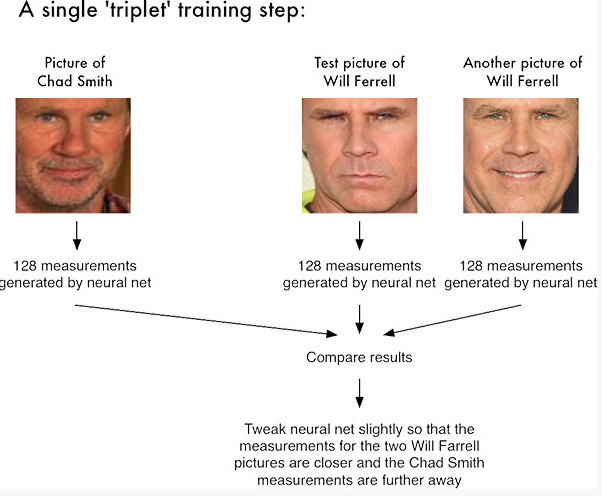 A single 'triplet' training step:
Picture of
Chad Smith
Test picture of
Will Ferrell
Another picture of
Will Ferrell
128 measurements
generated by neural net
128 measurements
generated by neural net
128 measurements
generated by neural net
Compare results
Tweak neural net slightly so that the
measurements for the two Will Farrell
pictures are closer and the Chad Smith
measurements are further away